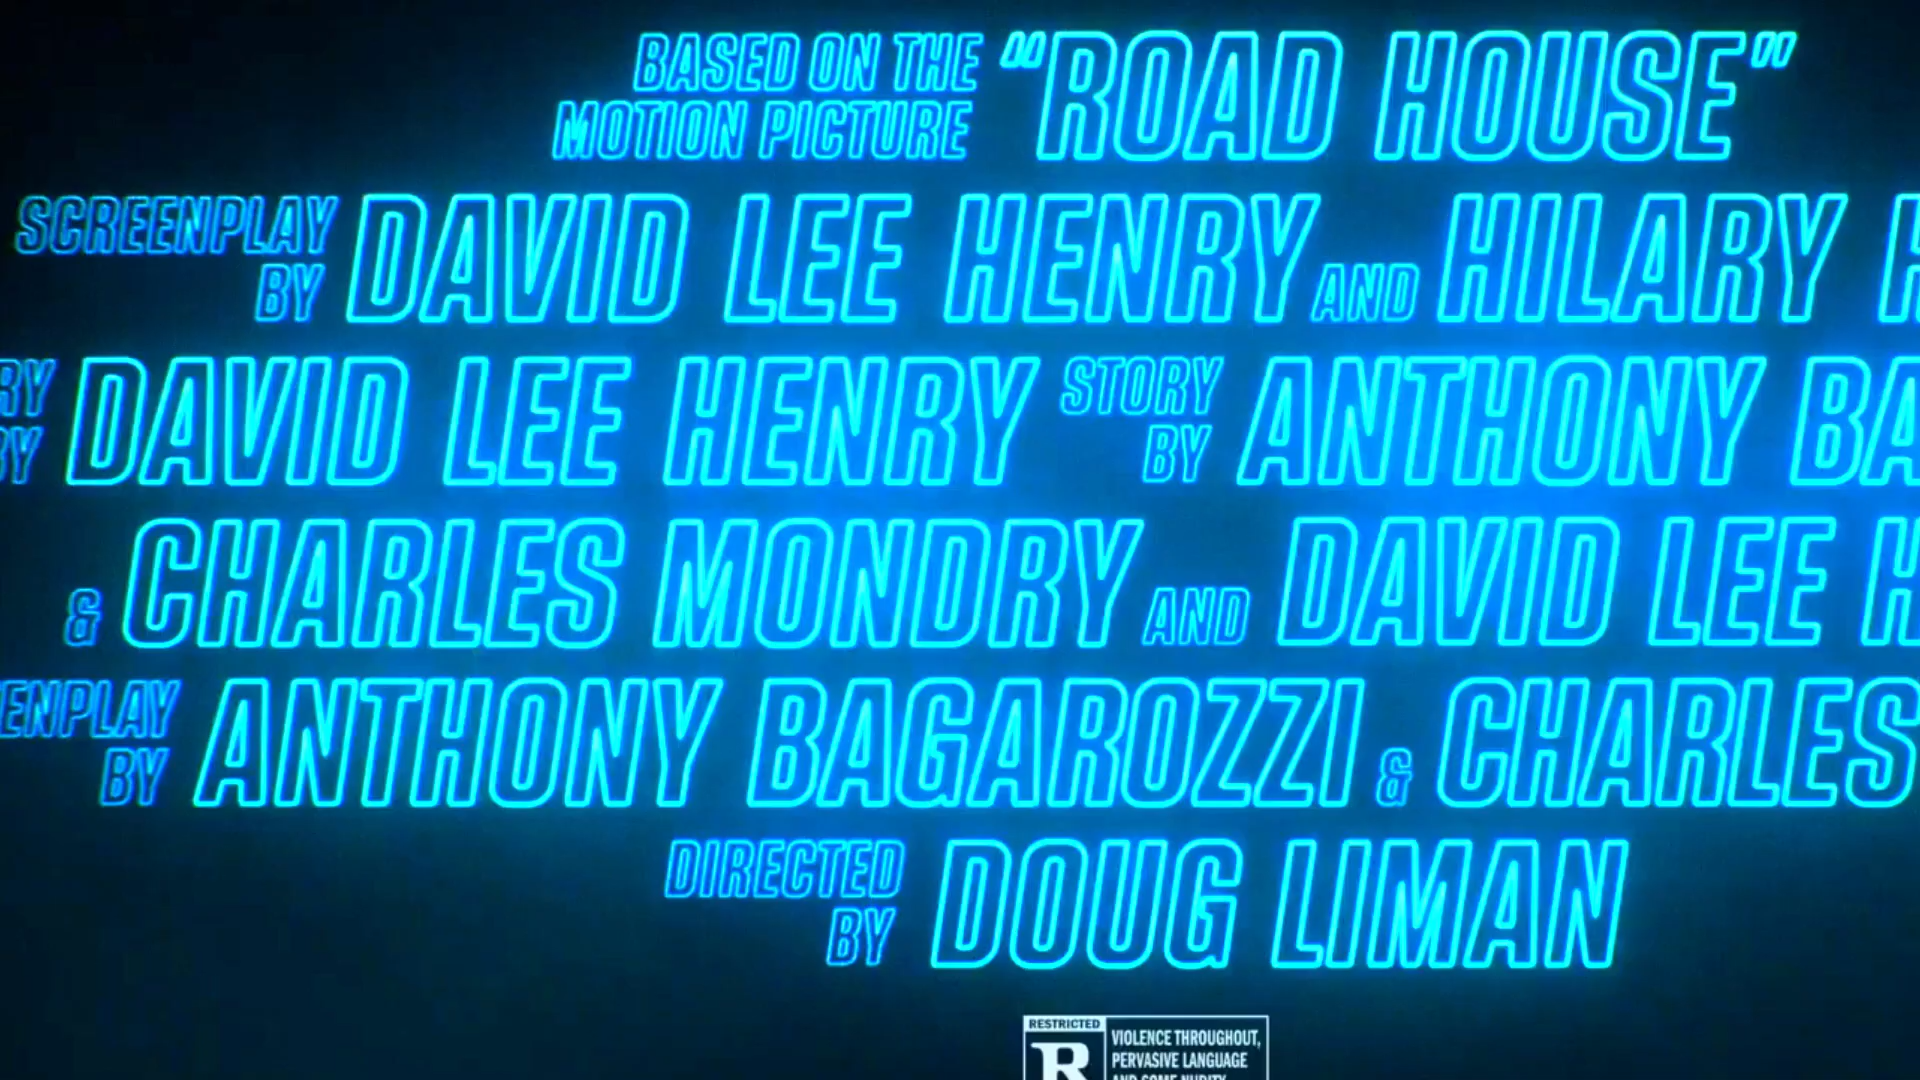 BASED ON THE
MOTION PICTURE "ROAD HOUSE"
SCREENPLAY
BY DAVID LEE HENRY AND HILARY
DAVID LEE HENRY STORY
BY ANTHONY
& CHARLES MONDRY AND DAVID LEE
BY ANTHONY BAGAROZZI & CHARLES
DIRECTED
BY DOUG LIMAN
RESTRICTED
R
VIOLENCE THROUGHOUT,
PERVASIVE LANGUAGE